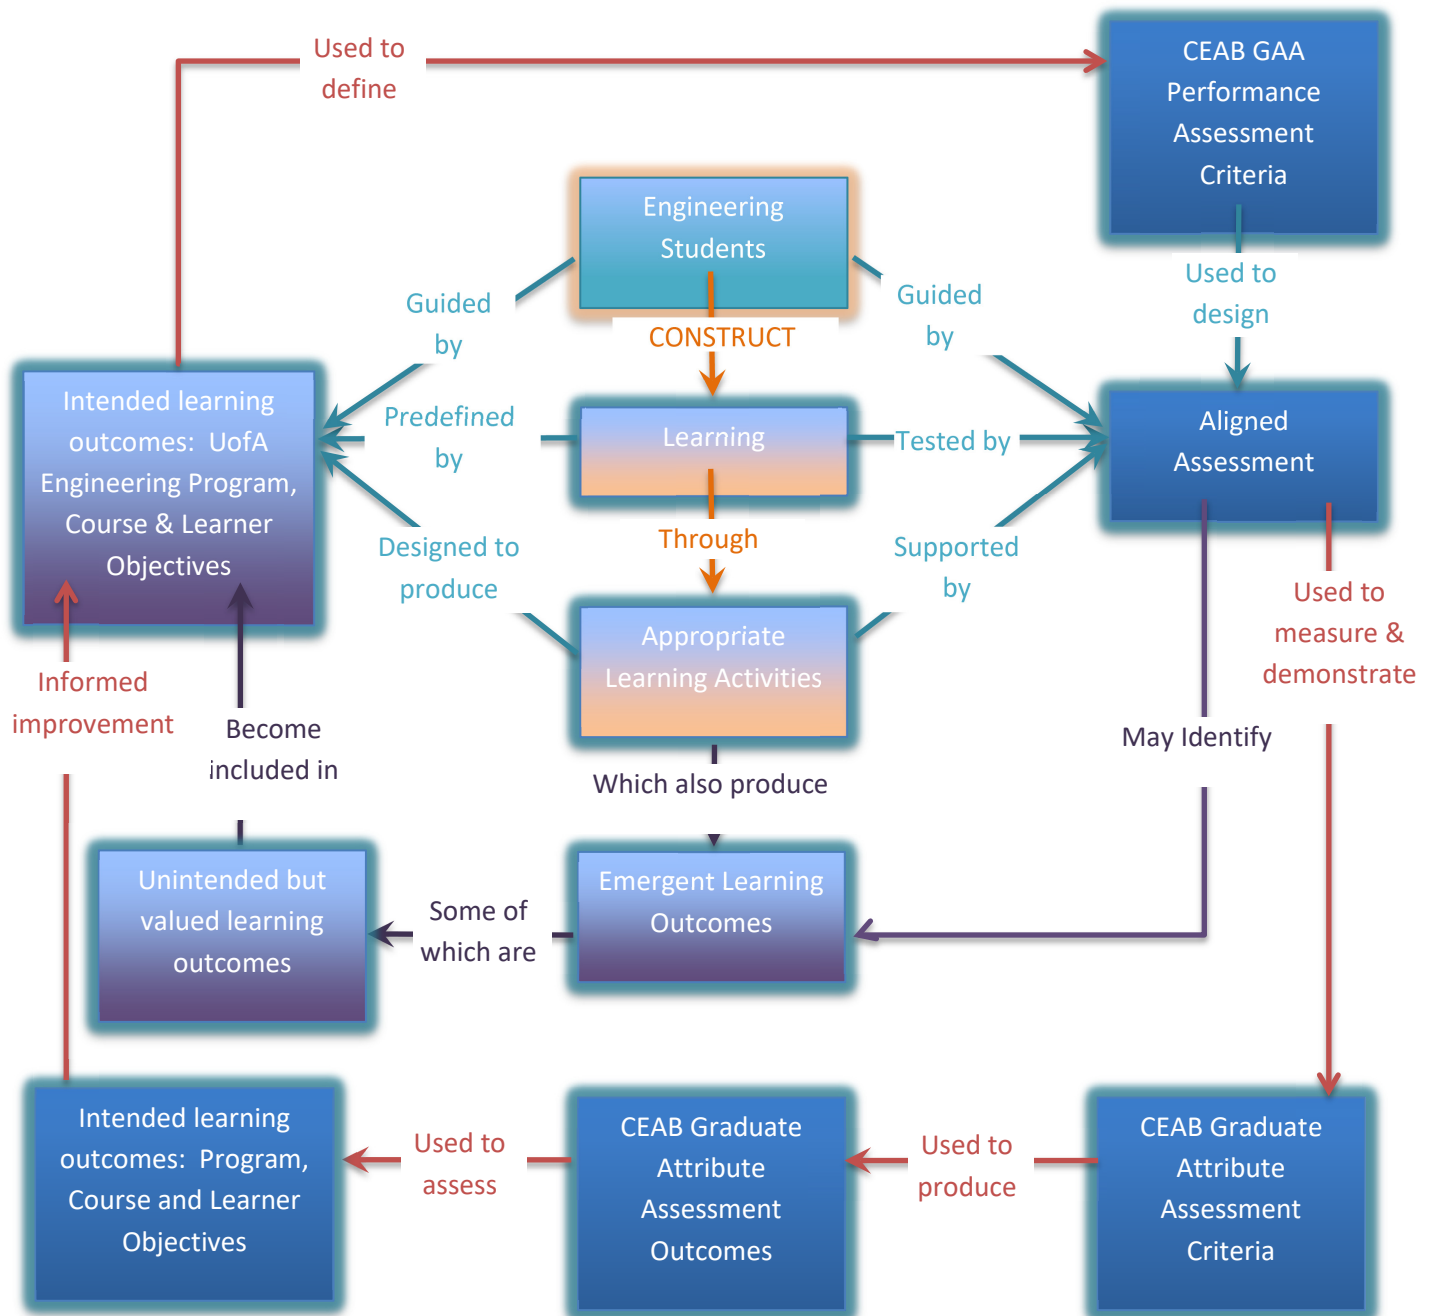 Used to
define
CEAB GAA
Performance
Assessment
Criteria
Engineering
Students
Used to
design
Guided
by
Guided
by
CONSTRUCT
Intended learning
outcomes:  UofA
Engineering Program,
Course & Learner
Objectives
Predefined
by
Learning
Tested by
Aligned
Assessment
Designed to
produce
Through
Supported
by
Used to
measure &
demonstrate
Appropriate
Learning Activities
Informed
improvement
Become
included in
Which also produce
May Identify
Unintended but
valued learning
outcomes
Some of
which are
Emergent Learning
Outcomes
Intended learning
outcomes:  Program,
Course and Learner
Objectives
Used to
assess
CEAB Graduate
Attribute
Assessment
Outcomes
Used to
produce
CEAB Graduate
Attribute
Assessment
Criteria